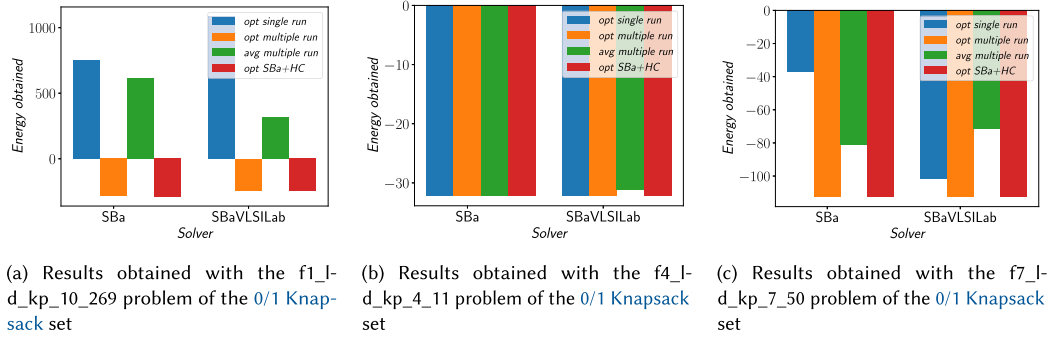 1000
500
0
Energy obtained
opt single run
opt multiple run
avg multiple run
opt SBa+HC
SBa
SBaVLSILab
Solver
0
−10
−20
−30
Energy obtained
opt single run
opt multiple run
avg multiple run
opt SBa+HC
SBa
SBaVLSILab
Solver
0
−20
−40
−60
−80
−100
Energy obtained
opt single run
opt multiple run
avg multiple run
opt SBa+HC
SBa
SBaVLSILab
Solver
(a) Results obtained with the f1_l-
d_kp_10_269 problem of the 0/1 Knap-
sack set
(b) Results obtained with the f4_l-
d_kp_4_11 problem of the 0/1 Knapsack
set
(c) Results obtained with the f7_l-
d_kp_7_50 problem of the 0/1 Knapsack
set